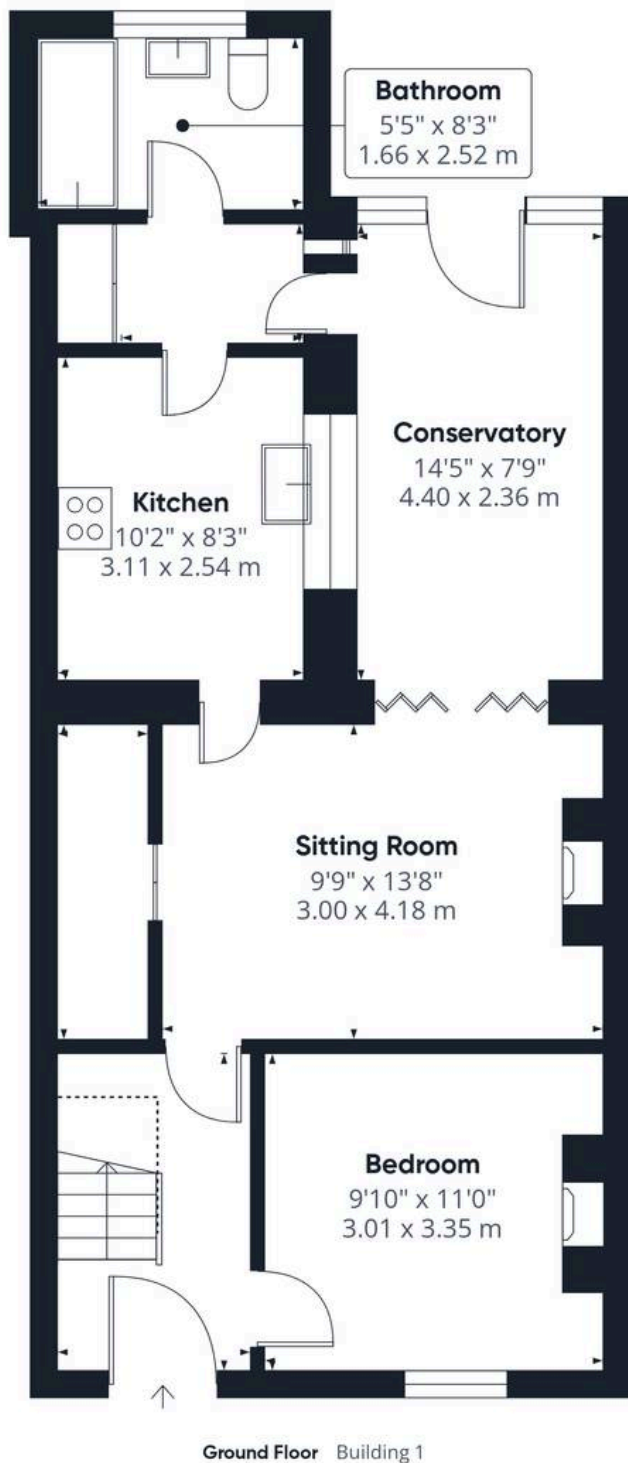 Bathroom
5'5" x 8'3"
1.66 x 2.52 m
Conservatory
14'5" x 7'9"
4.40 x 2.36 m
Kitchen
10'2" x 8'3"
3.11 x 2.54 m
Sitting Room
9'9" x 13'8"
3.00 x 4.18 m
Bedroom
9'10" x 11'0"
3.01 x 3.35 m
Ground Floor Building 1